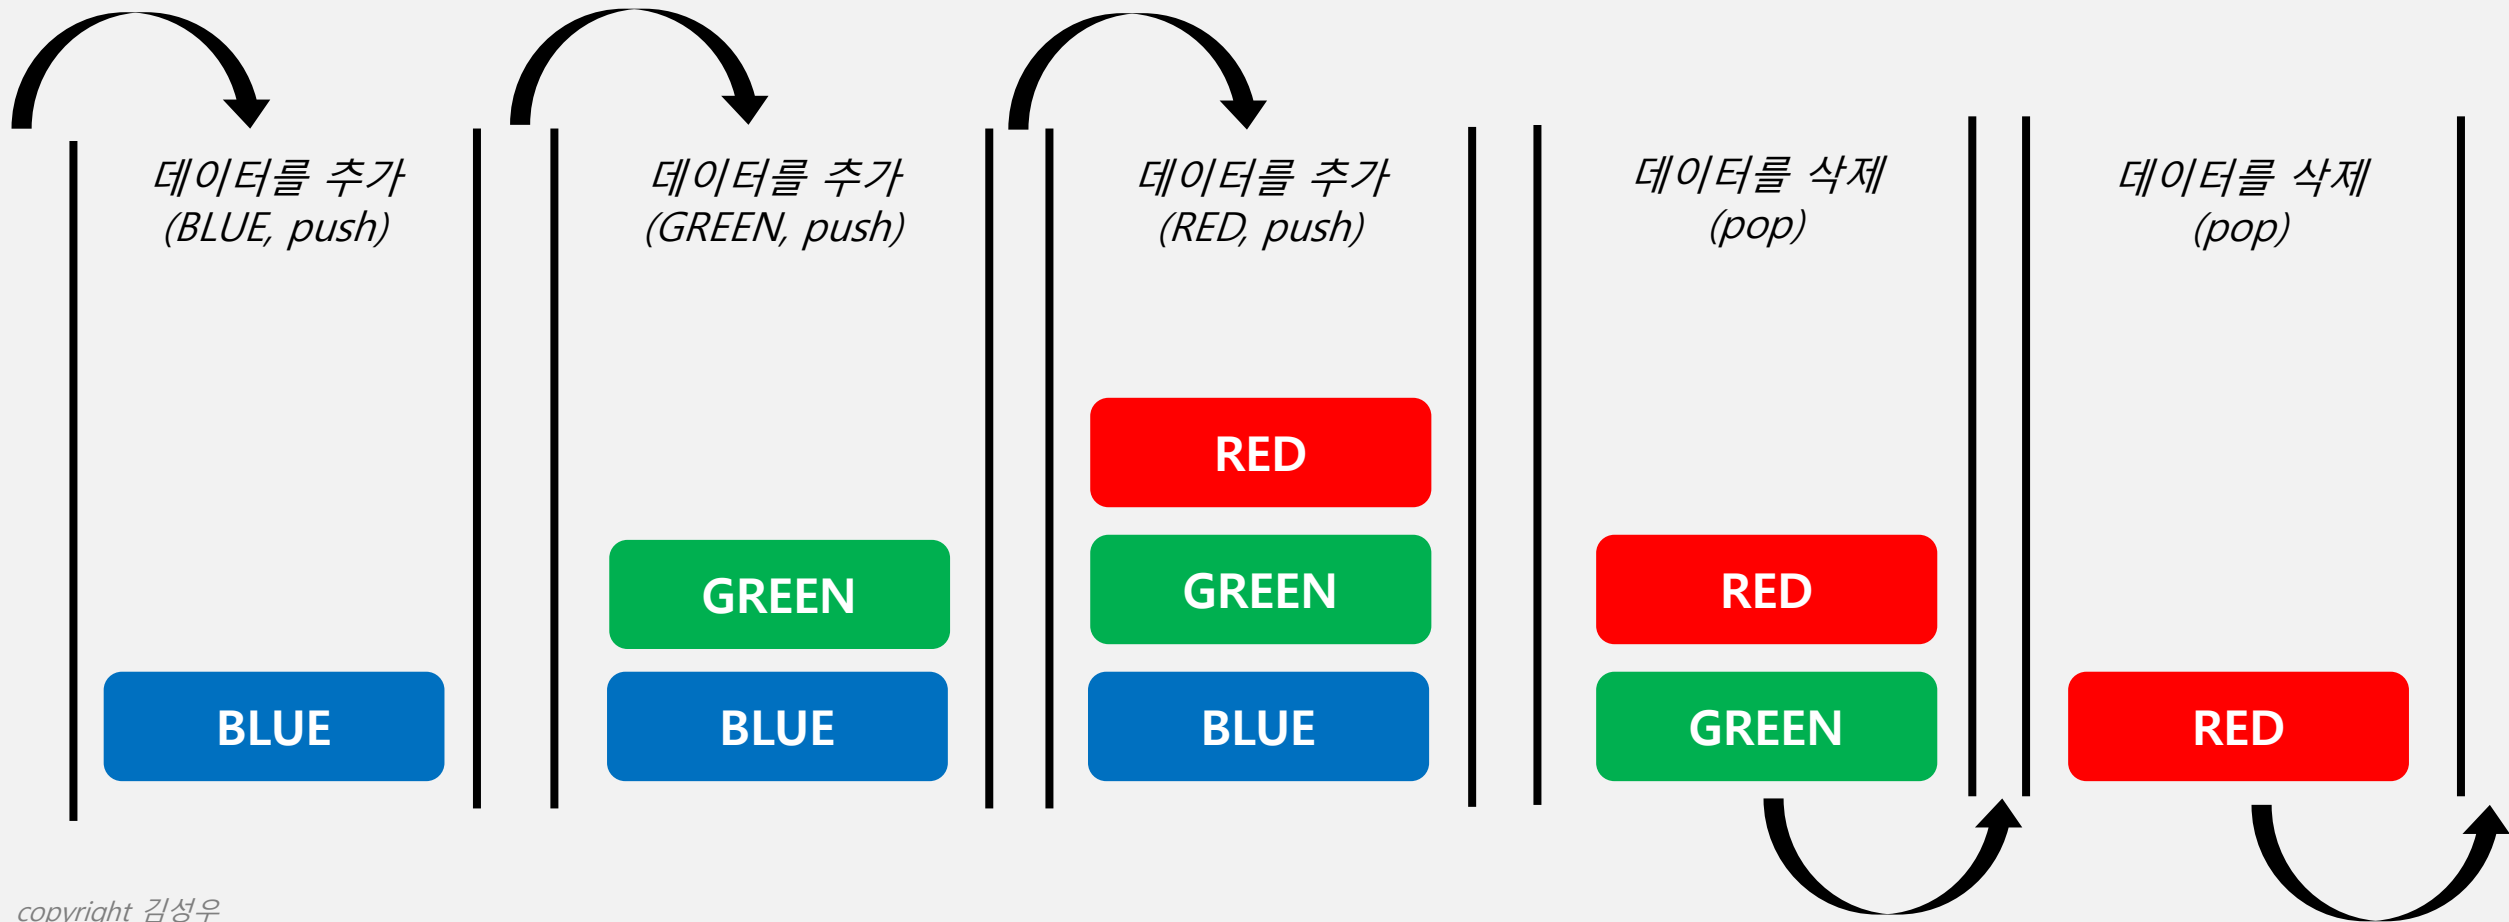 데이터를 추가
(BLUE, push)
BLUE
데이터를 추가
(GREEN, push)
GREEN
BLUE
데이터를 추가
(RED, push)
RED
GREEN
BLUE
데이터를 삭제
(pop)
RED
GREEN
데이터를 삭제
(pop)
RED
copyright 김성우